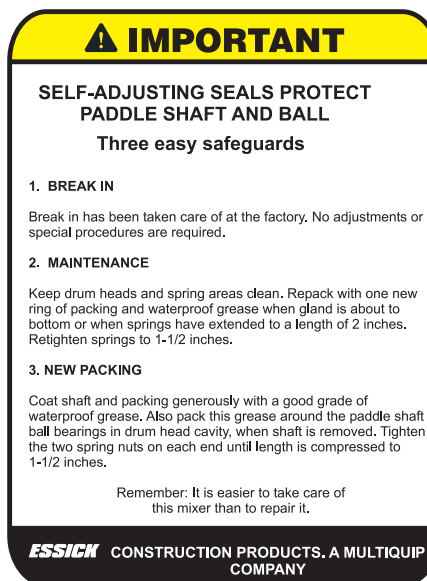 IMPORTANT
SELF-ADJUSTING SEALS PROTECT
PADDLE SHAFT AND BALL
Three easy safeguards
1. BREAK IN
Break in has been taken care of at the factory. No adjustments or
special procedures are required.
2. MAINTENANCE
Keep drum heads and spring areas clean. Repack with one new
ring of packing and waterproof grease when gland is about to
bottom or when springs have extended to a length of 2 inches.
Retighten springs to 1-1/2 inches.
3. NEW PACKING
Coat shaft and packing generously with a good grade of
waterproof grease. Also pack this grease around the paddle shaft
ball bearings in drum head cavity, when shaft is removed. Tighten
the two spring nuts on each end until length is compressed to
1-1/2 inches.
Remember: It is easier to take care of
this mixer than to repair it.
ESSICK CONSTRUCTION PRODUCTS. A MULTIQUIP
COMPANY